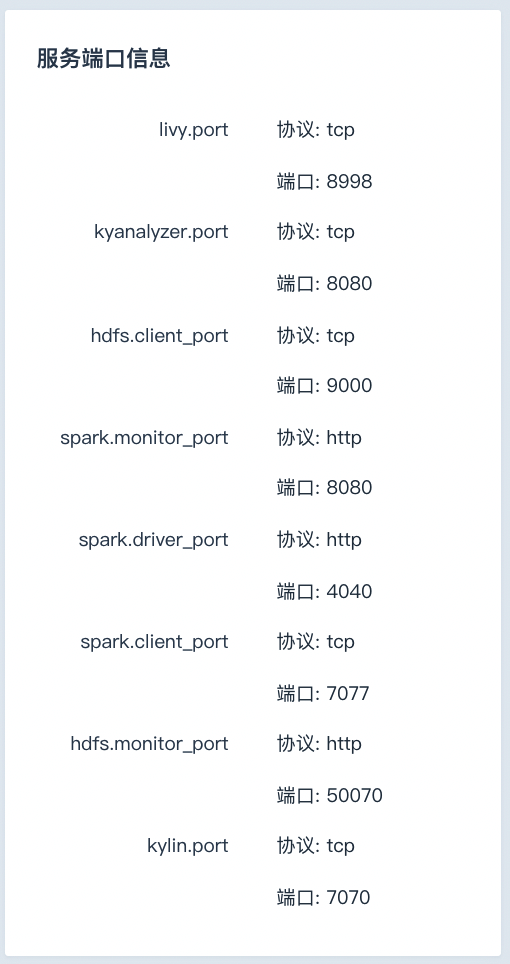 服务端口信息
livy.port 协议: tcp
端口: 8998
kyanalyzer.port 协议: tcp
端口: 8080
hdfs.client_port 协议: tcp
端口: 9000
spark.monitor_port 协议: http
端口: 8080
spark.driver_port 协议: http
端口: 4040
spark.client_port 协议: tcp
端口: 7077
hdfs.monitor_port 协议: http
端口: 50070
kylin.port 协议: tcp
端口: 7070